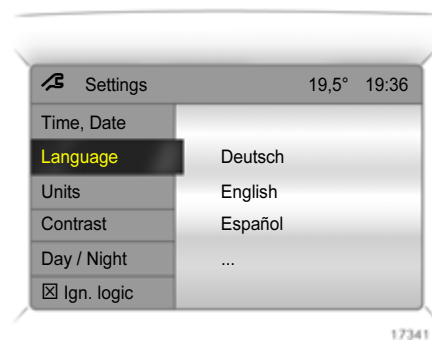 Settings 19,5° 19:36
Time, Date
Language Deutsch
Units English
Contrast Español
Day / Night ...
☒ Ign. logic
17341